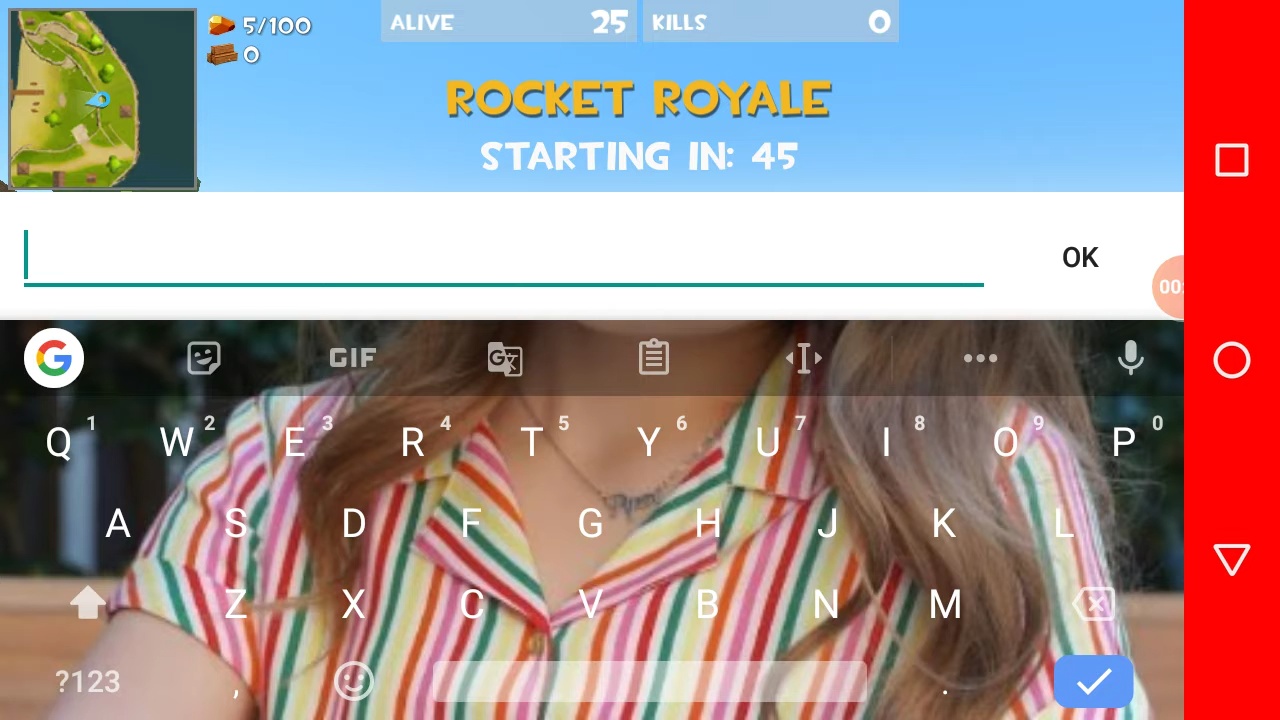 5/100
0
ALIVE 25 KILLS 0
ROCKET ROYALE
STARTING IN: 45
OK
00:
G GIF G
Q 1 W 2 E 3 R 4 T 5 Y 6 U 7 I 8 O 9 P 0
A S D F G H J K L
Z X C V B N M
?123 , .